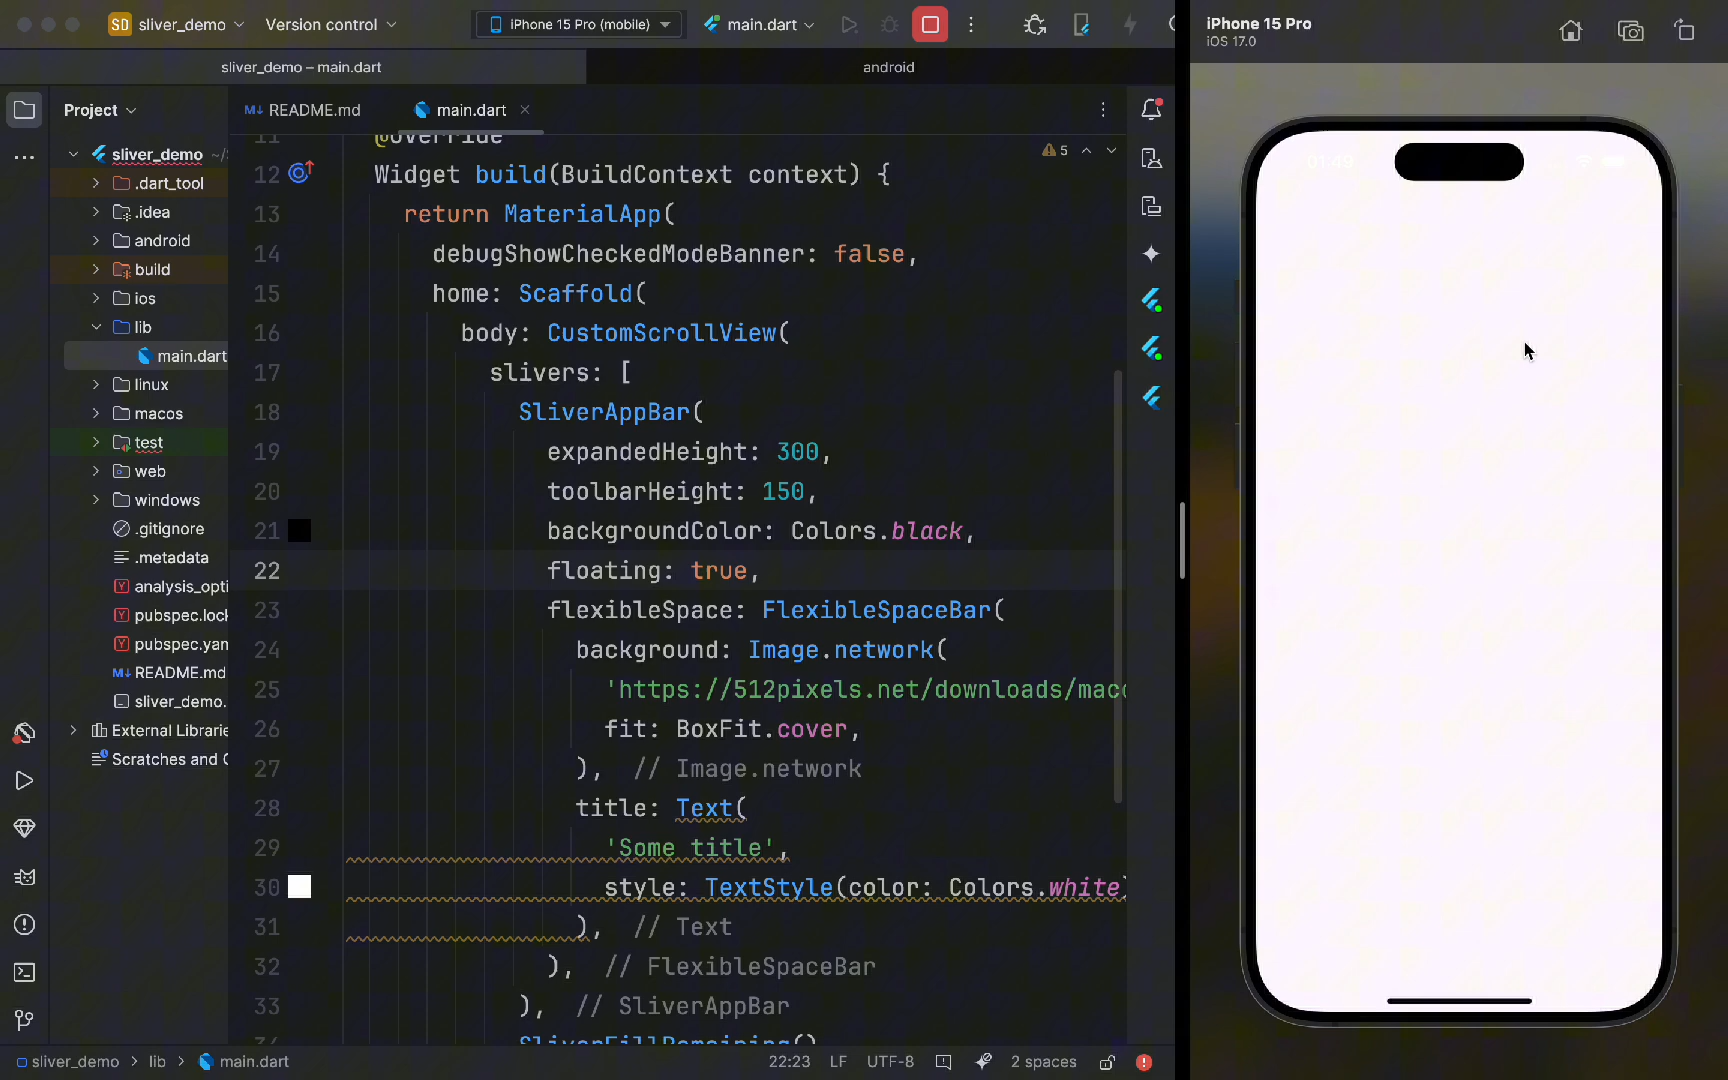 SD sliver_demo Version control iPhone 15 Pro (mobile) main.dart
sliver_demo – main.dart android
Project
README.md main.dart
sliver_demo
.dart_tool
.idea
android
build
ios
lib
main.dart
linux
macos
test
web
windows
.gitignore
.metadata
analysis_opti
pubspec.lock
pubspec.yam
README.md
sliver_demo.
External Librarie
Scratches and C
5
11 @override
12 Widget build(BuildContext context) {
13 return MaterialApp(
14 debugShowCheckedModeBanner: false,
15 home: Scaffold(
16 body: CustomScrollView(
17 slivers: [
18 SliverAppBar(
19 expandedHeight: 300,
20 toolbarHeight: 150,
21 backgroundColor: Colors.black,
22 floating: true,
23 flexibleSpace: FlexibleSpaceBar(
24 background: Image.network(
25 'https://512pixels.net/downloads/mac
26 fit: BoxFit.cover,
27 ), // Image.network
28 title: Text(
29 'Some title',
30 style: TextStyle(color: Colors.white)
31 ), // Text
32 ), // FlexibleSpaceBar
33 ), // SliverAppBar
34 SliverFillRemaining()
sliver_demo > lib > main.dart 22:23 LF UTF-8 2 spaces
iPhone 15 Pro
iOS 17.0